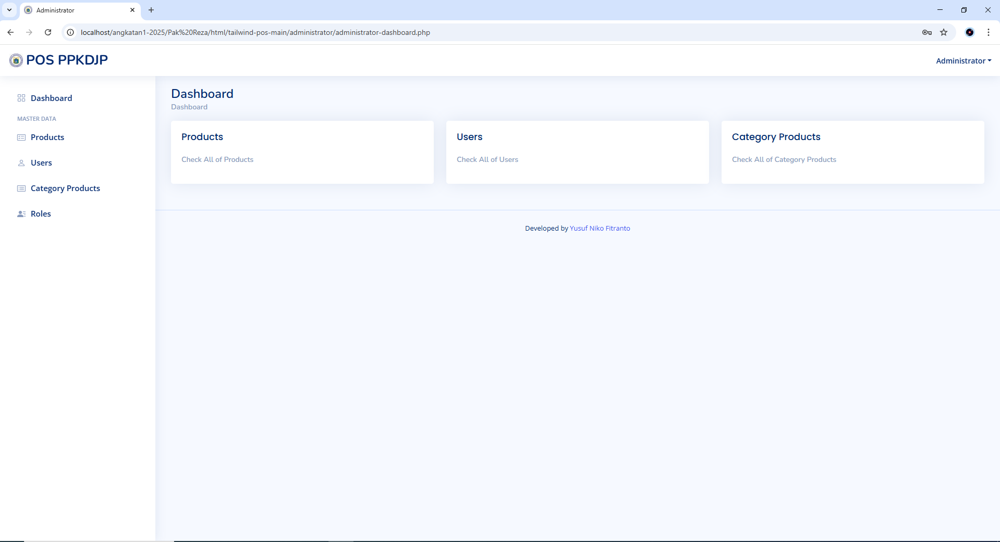 Administrator
localhost/angkatan1-2025/Pak%20Reza/html/tailwind-pos-main/administrator/administrator-dashboard.php
POS PPKDJP
Administrator
Dashboard
MASTER DATA
Products
Users
Category Products
Roles
Dashboard
Dashboard
Products
Check All of Products
Users
Check All of Users
Category Products
Check All of Category Products
Developed by Yusuf Niko Fitranto